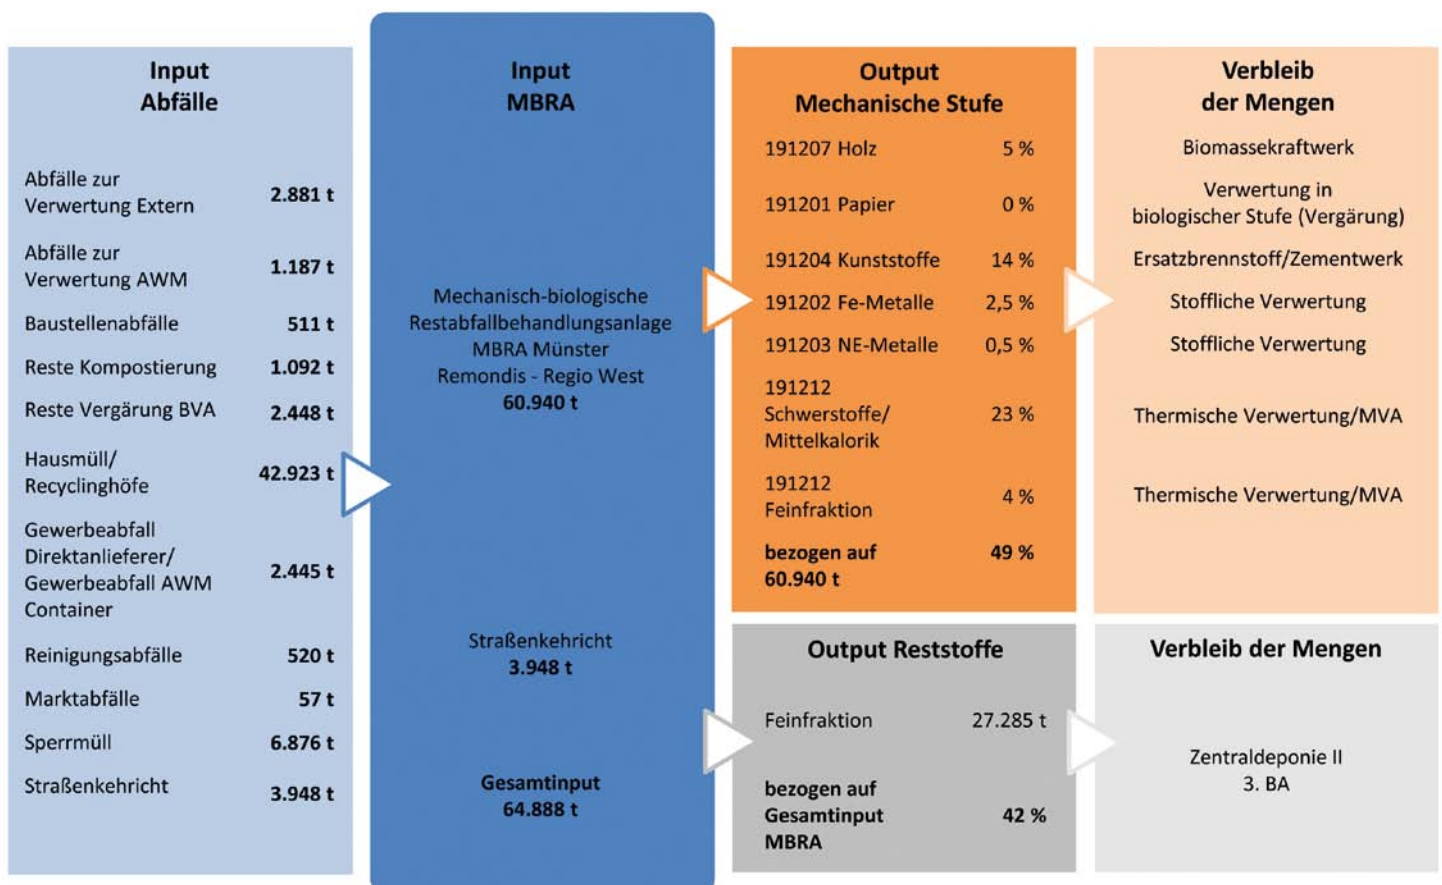 Input
Abfälle
Abfälle zur
Verwertung Extern 2.881 t
Abfälle zur
Verwertung AWM 1.187 t
Baustellenabfälle 511 t
Reste Kompostierung 1.092 t
Reste Vergärung BVA 2.448 t
Hausmüll/
Recyclinghöfe 42.923 t
Gewerbeabfall
Direktanlieferer/
Gewerbeabfall AWM 2.445 t
Container
Reinigungsabfälle 520 t
Marktabfälle 57 t
Sperrmüll 6.876 t
Straßenkehricht 3.948 t
Input
MBRA
Mechanisch-biologische
Restabfallbehandlungsanlage
MBRA Münster
Remondis - Regio West
60.940 t
Straßenkehricht
3.948 t
Gesamtinput
64.888 t
Output
Mechanische Stufe
191207 Holz 5 %
191201 Papier 0 %
191204 Kunststoffe 14 %
191202 Fe-Metalle 2,5 %
191203 NE-Metalle 0,5 %
191212
Schwerstoffe/ 23 %
Mittelkalorik
191212
Feinfraktion 4 %
bezogen auf 49 %
60.940 t
Verbleib
der Mengen
Biomassekraftwerk
Verwertung in
biologischer Stufe (Vergärung)
Ersatzbrennstoff/Zementwerk
Stoffliche Verwertung
Stoffliche Verwertung
Thermische Verwertung/MVA
Thermische Verwertung/MVA
Output Reststoffe
Feinfraktion 27.285 t
bezogen auf
Gesamtinput 42 %
MBRA
Verbleib der Mengen
Zentraldeponie II
3. BA